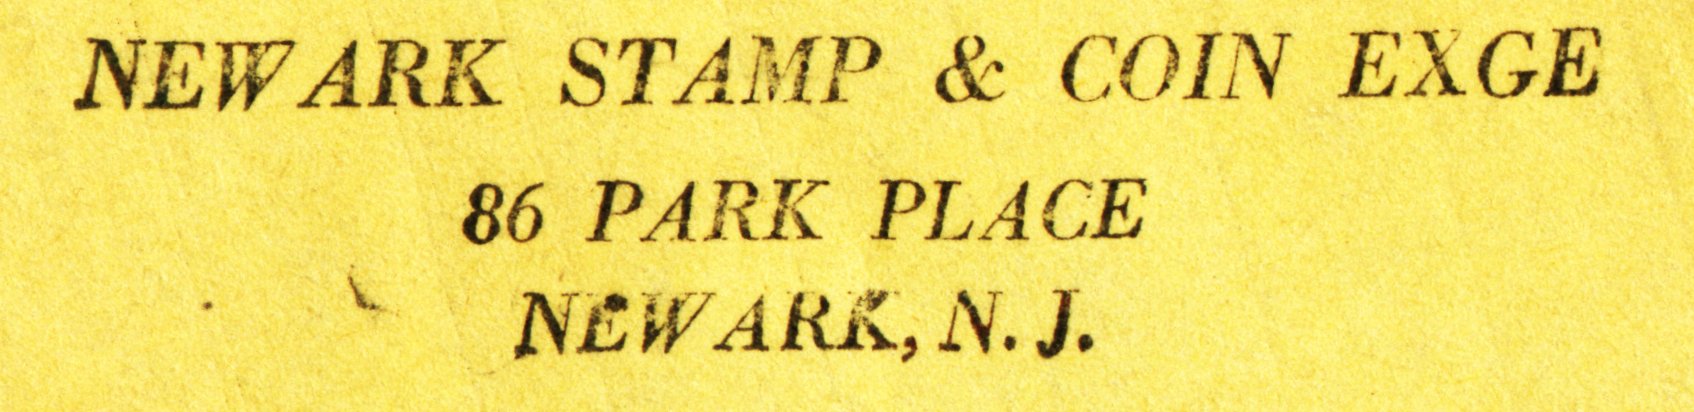 NEWARK STAMP & COIN EXGE
86 PARK PLACE
NEWARK, N. J.